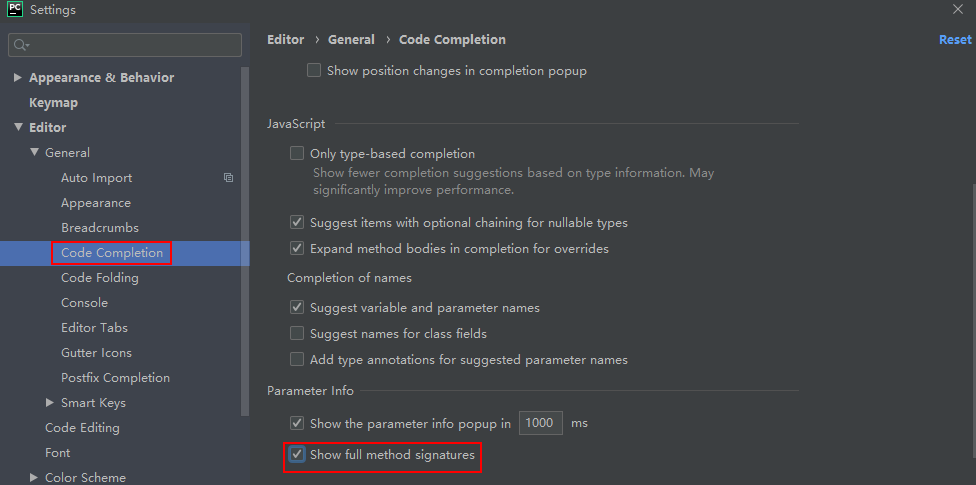 PC
Settings
Editor › General › Code Completion
Reset
Show position changes in completion popup
Appearance & Behavior
Keymap
Editor
General
Auto Import
Appearance
Breadcrumbs
Code Completion
Code Folding
Console
Editor Tabs
Gutter Icons
Postfix Completion
Smart Keys
Code Editing
Font
Color Scheme
JavaScript
Only type-based completion
Show fewer completion suggestions based on type information. May
significantly improve performance.
Suggest items with optional chaining for nullable types
Expand method bodies in completion for overrides
Completion of names
Suggest variable and parameter names
Suggest names for class fields
Add type annotations for suggested parameter names
Parameter Info
Show the parameter info popup in 1000 ms
Show full method signatures